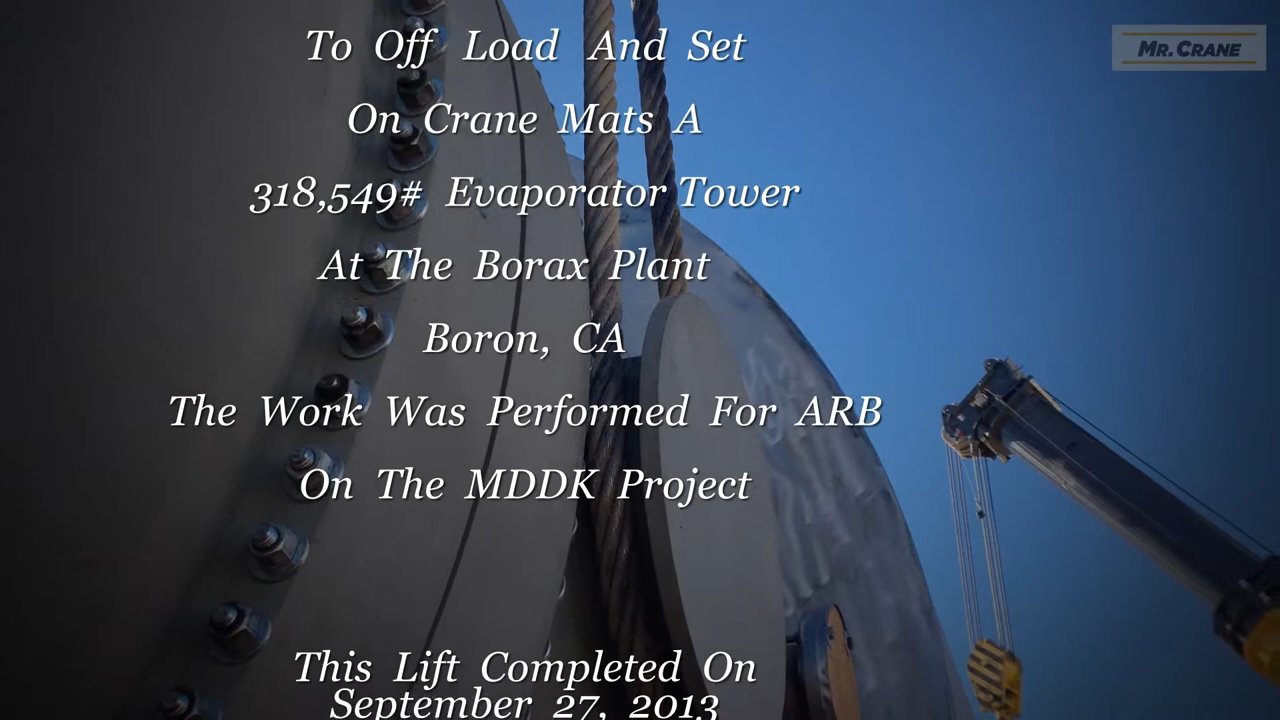 MR. CRANE
To Off Load And Set
On Crane Mats A
318,549# Evaporator Tower
At The Borax Plant
Boron, CA
The Work Was Performed For ARB
On The MDDK Project
This Lift Completed On
September 27, 2013